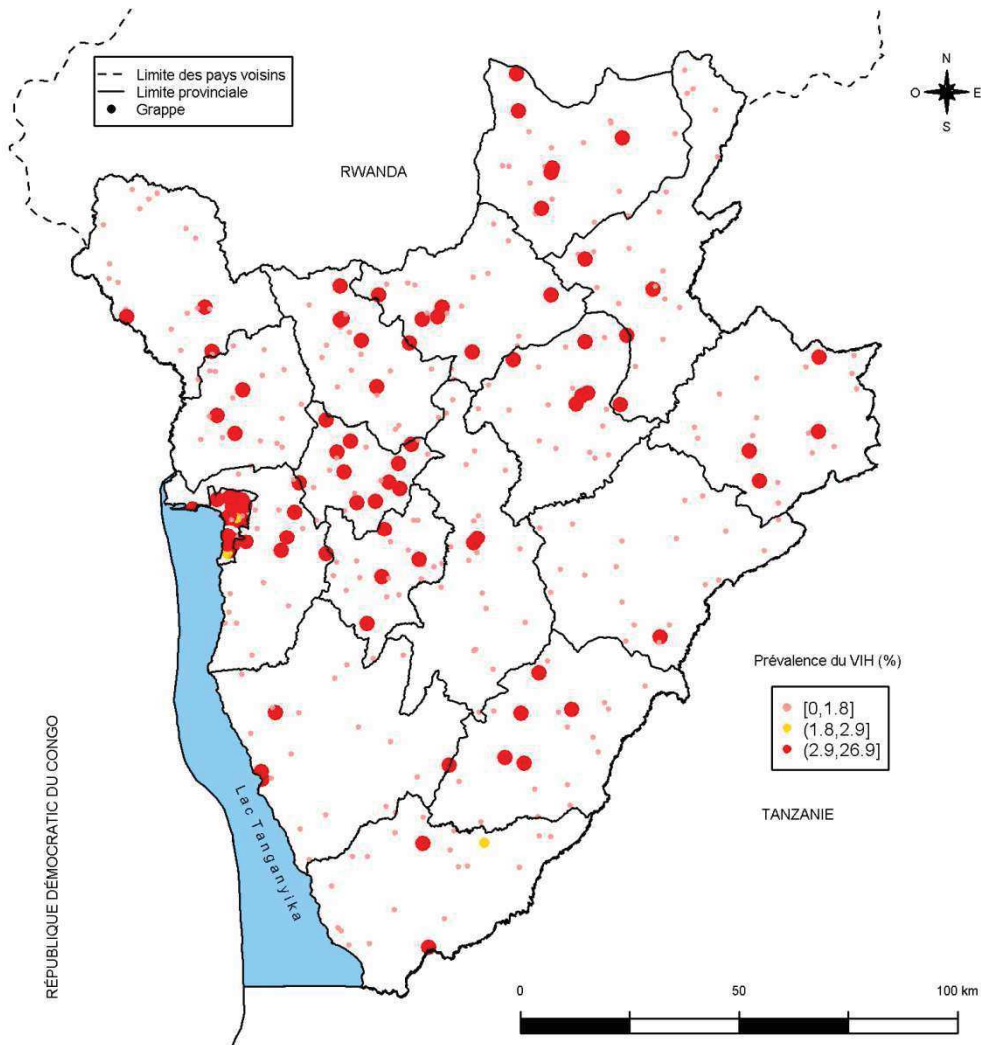 Limite des pays voisins
Limite provinciale
Grappe
N
O
E
S
RWANDA
Prévalence du VIH (%)
[0,1.8]
(1.8,2.9]
(2.9,26.9]
TANZANIE
Lac Tanganyika
RÉPUBLIQUE DÉMOCRATIC DU CONGO
0
50
100 km